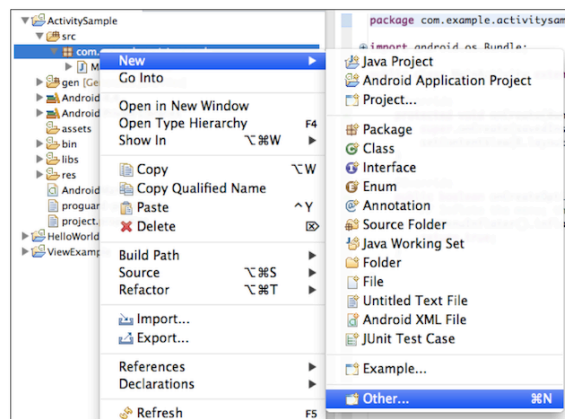 ActivitySample
src
com.
M
gen [Ge
Android
Android
assets
bin
libs
res
Android
proguar
project.
HelloWorld
ViewExample
New
Go Into
Open in New Window
Open Type Hierarchy F4
Show In ⌥⌘W
Copy ⌥W
Copy Qualified Name
Paste ^Y
Delete ⌦
Build Path
Source ⌥⌘S
Refactor ⌥⌘T
Import...
Export...
References
Declarations
Refresh F5
package com.example.activitysam
import android.os.Bundle;
Java Project
Android Application Project
Project...
Package
Class
Interface
Enum
Annotation
Source Folder
Java Working Set
Folder
File
Untitled Text File
Android XML File
JUnit Test Case
Example...
Other... ⌘N